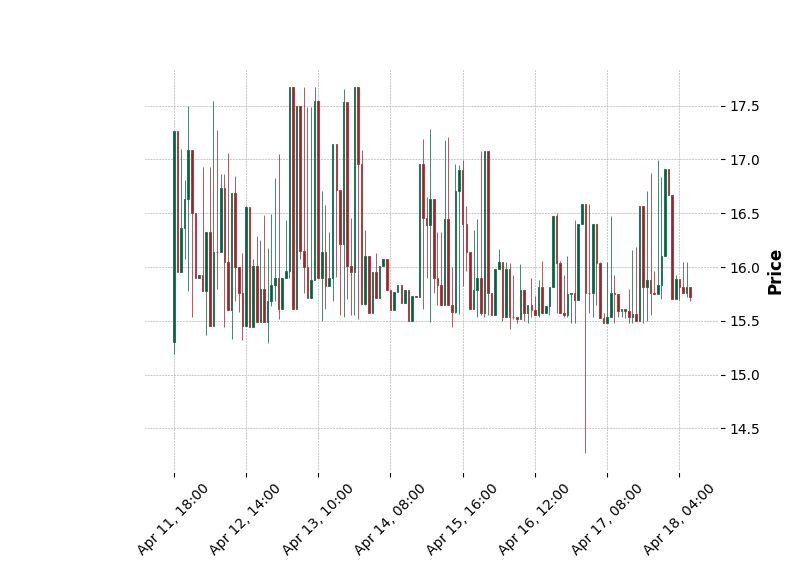 17.5
17.0
16.5
16.0
15.5
15.0
14.5
Price
Apr 11, 18:00
Apr 12, 14:00
Apr 13, 10:00
Apr 14, 08:00
Apr 15, 16:00
Apr 16, 12:00
Apr 17, 08:00
Apr 18, 04:00